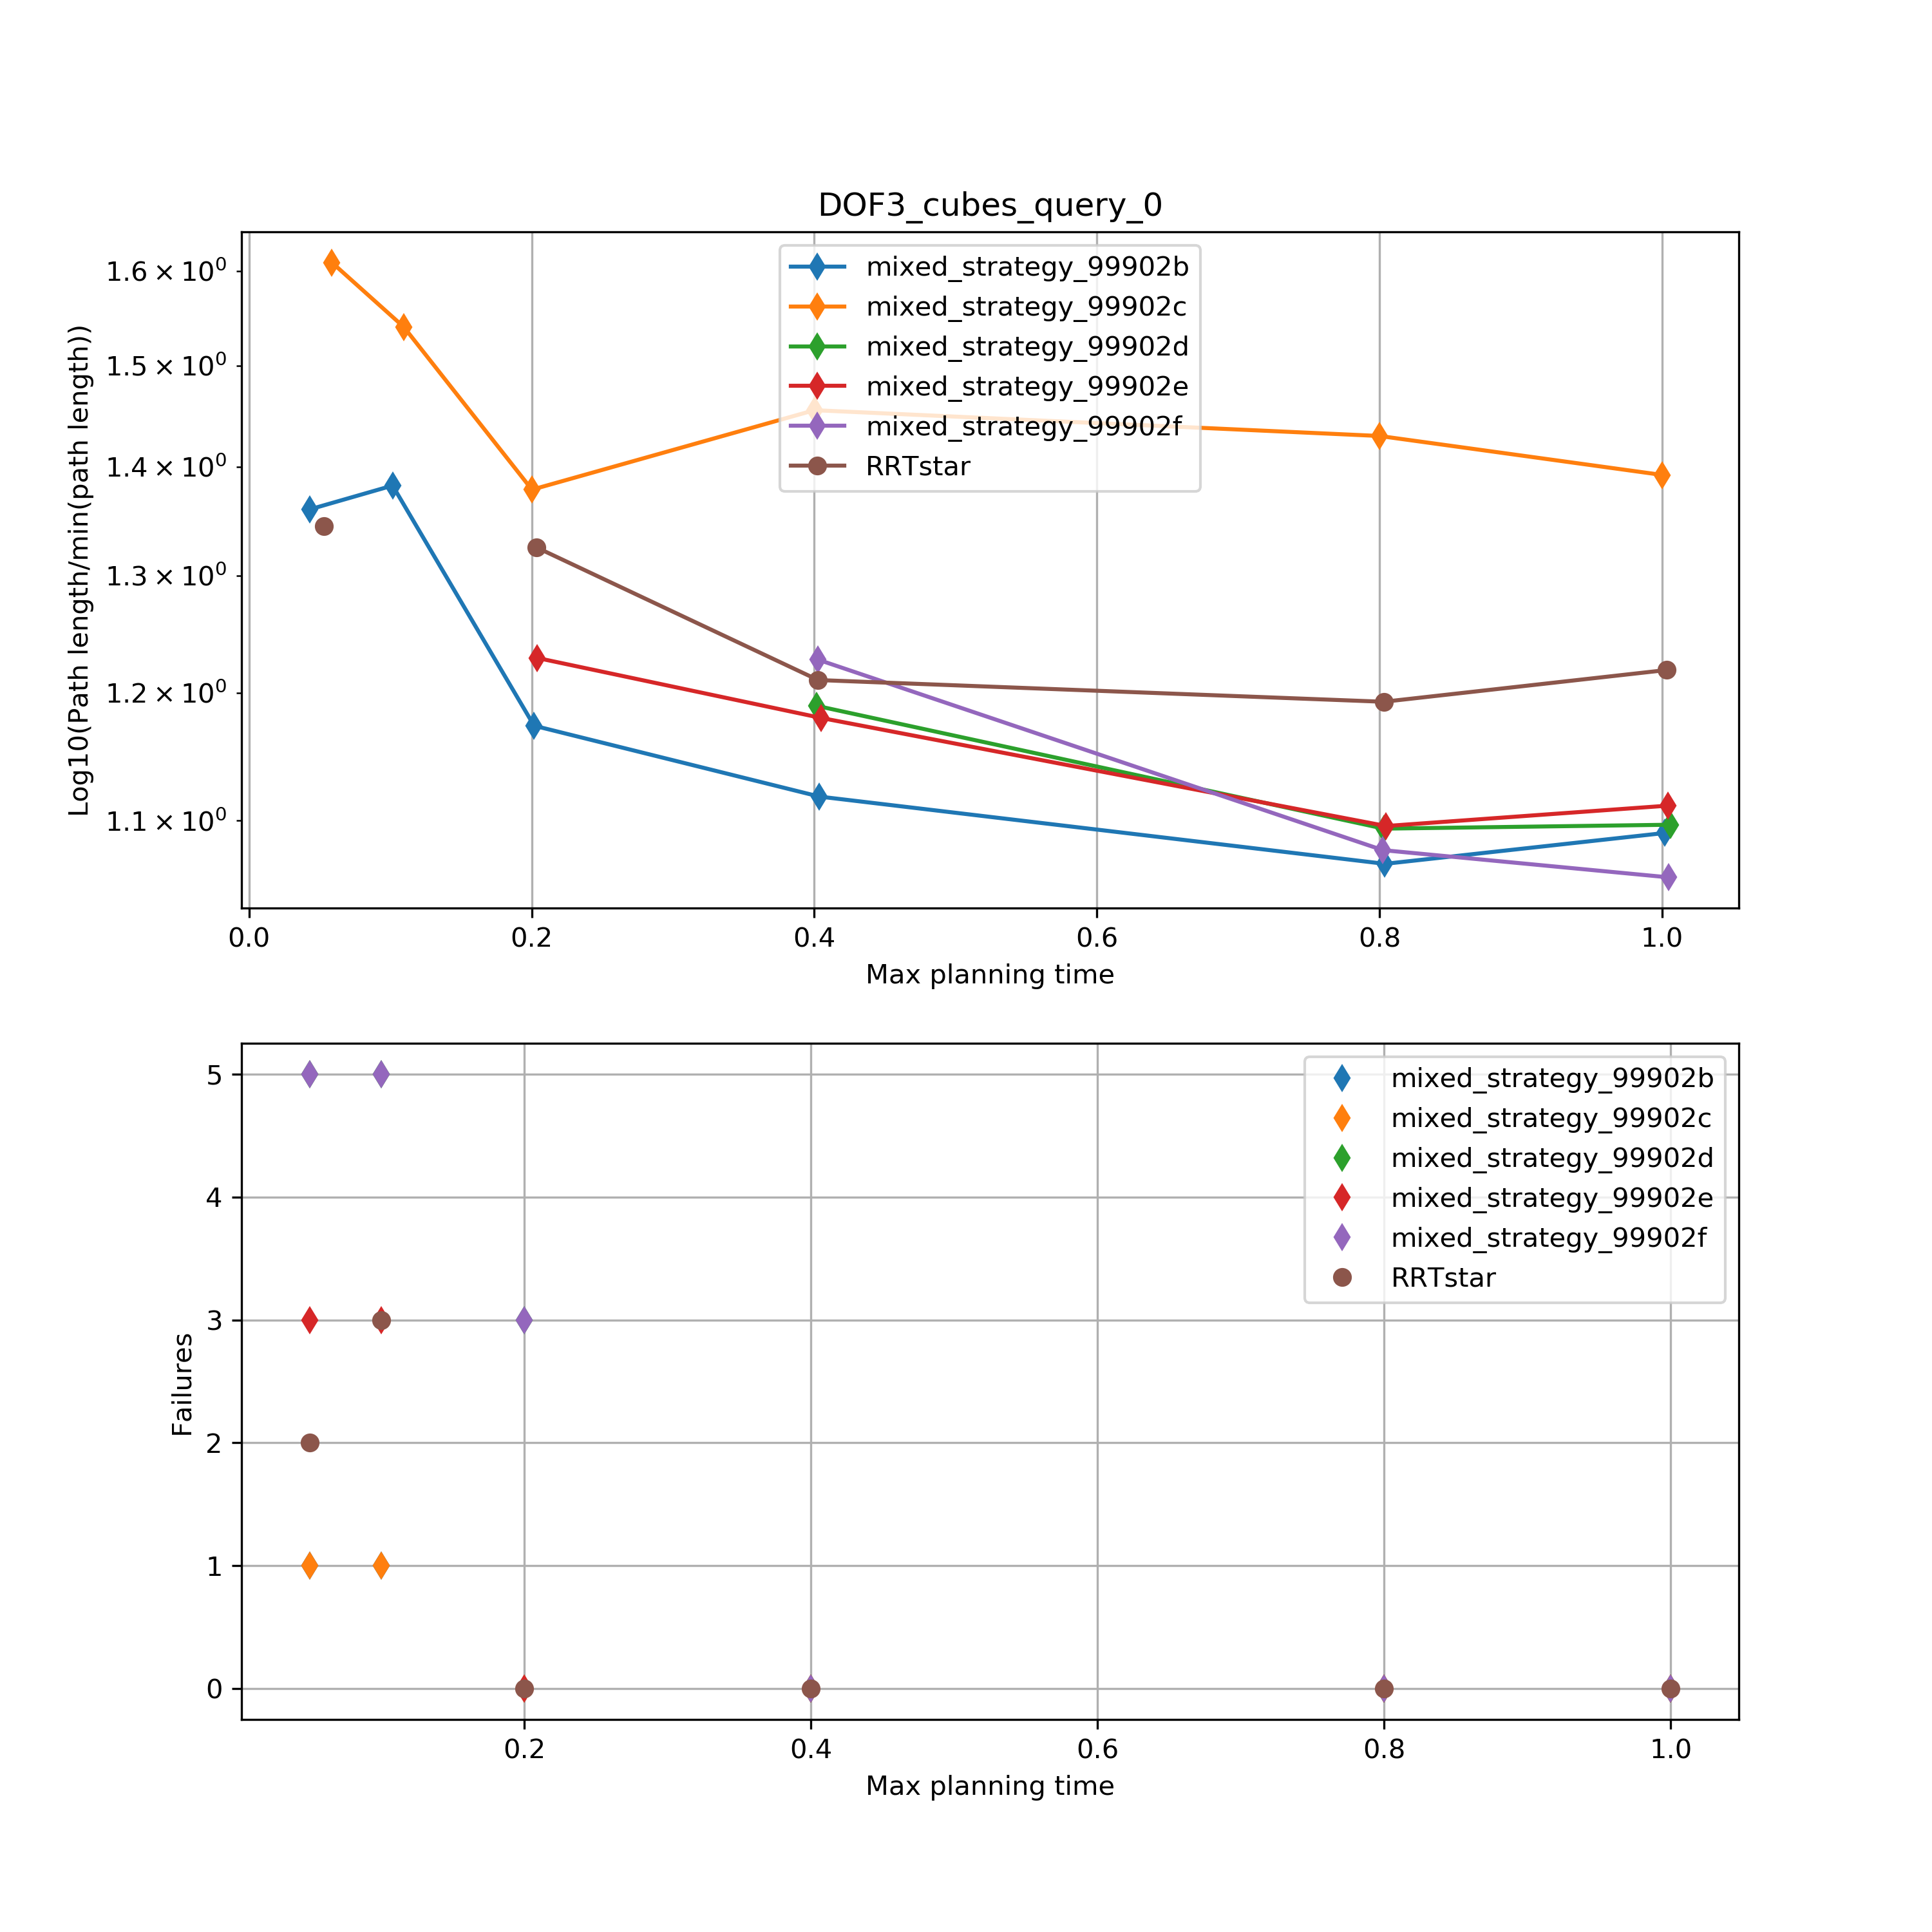 DOF3_cubes_query_0
Log10(Path length/min(path length))
1.6 × 10⁰
1.5 × 10⁰
1.4 × 10⁰
1.3 × 10⁰
1.2 × 10⁰
1.1 × 10⁰
mixed_strategy_99902b
mixed_strategy_99902c
mixed_strategy_99902d
mixed_strategy_99902e
mixed_strategy_99902f
RRTstar
0.0 0.2 0.4 0.6 0.8 1.0
Max planning time
Failures
5
4
3
2
1
0
mixed_strategy_99902b
mixed_strategy_99902c
mixed_strategy_99902d
mixed_strategy_99902e
mixed_strategy_99902f
RRTstar
0.2 0.4 0.6 0.8 1.0
Max planning time